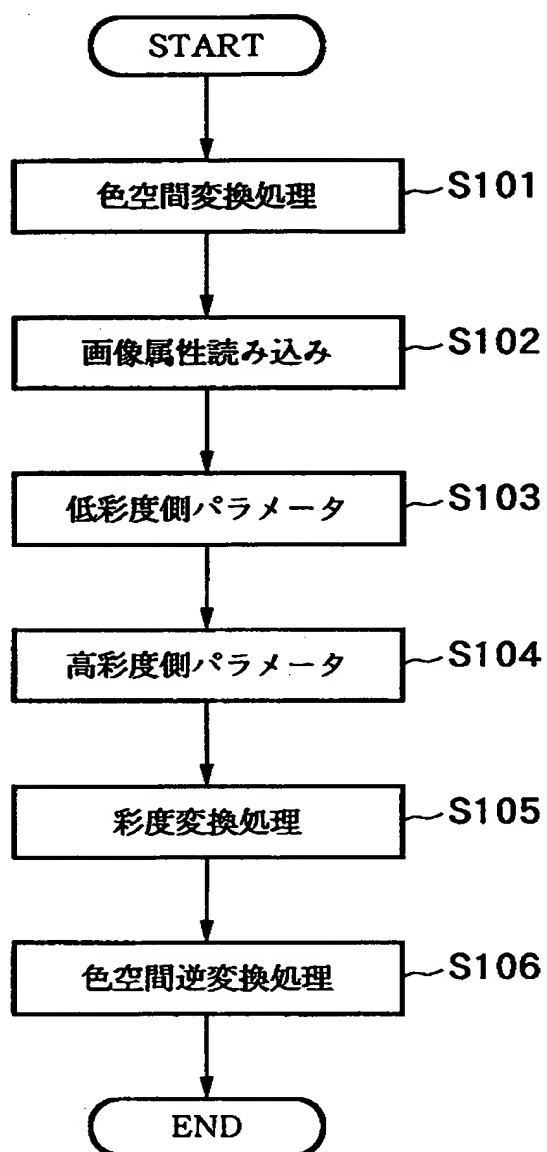 START
色空間変換処理 S101
画像属性読み込み S102
低彩度側パラメータ S103
高彩度側パラメータ S104
彩度変換処理 S105
色空間逆変換処理 S106
END